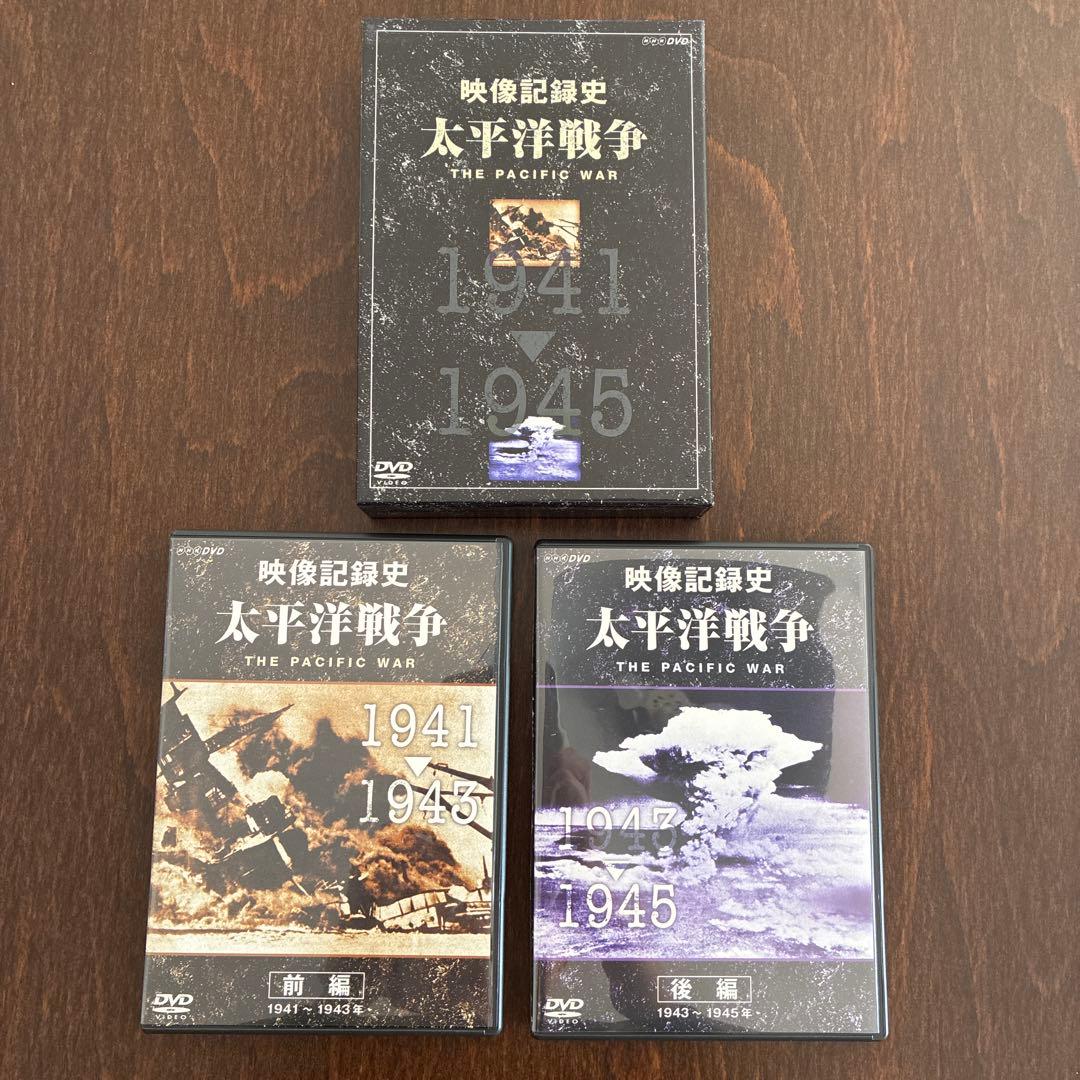 NHK DVD
映像記録史
太平洋戦争
THE PACIFIC WAR
1941
1945
DVD
VIDEO
NHK DVD
映像記録史
太平洋戦争
THE PACIFIC WAR
1941
1943
前編
1941〜1943年
DVD
VIDEO
NHK DVD
映像記録史
太平洋戦争
THE PACIFIC WAR
1943
1945
後編
1943〜1945年
DVD
VIDEO